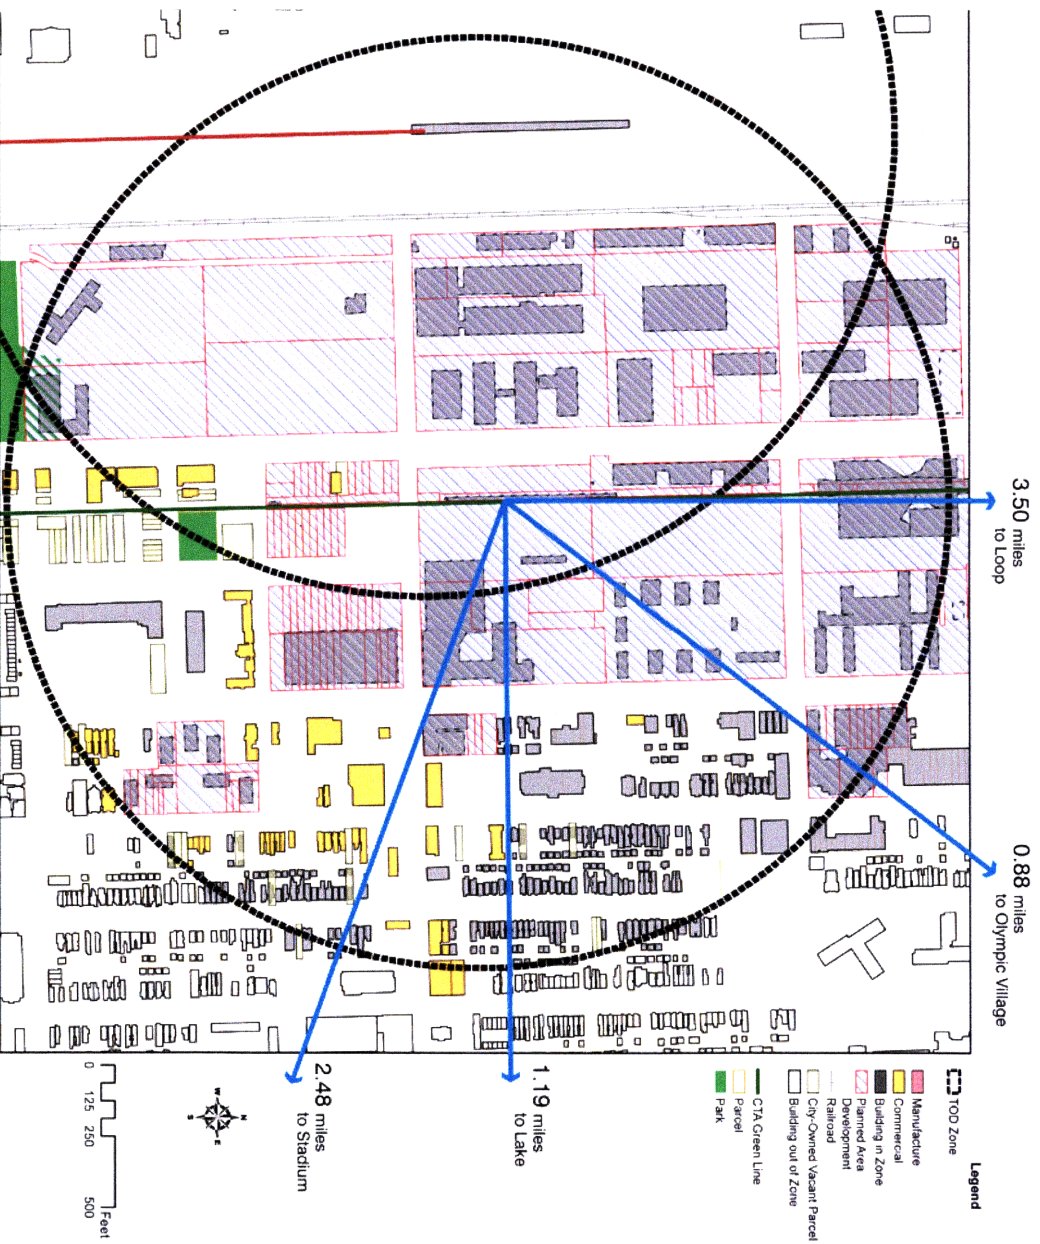 3.50 miles
to Loop
0.88 miles
to Olympic Village
1.19 miles
to Lake
2.48 miles
to Stadium
Legend
TOD Zone
Manufacture
Commercial
Building in Zone
Planned Area
Development
Railroad
City-Owned Vacant Parcel
Building out of Zone
CTA Green Line
Parcel
Park
N
W
E
S
0 125 250 500
Feet